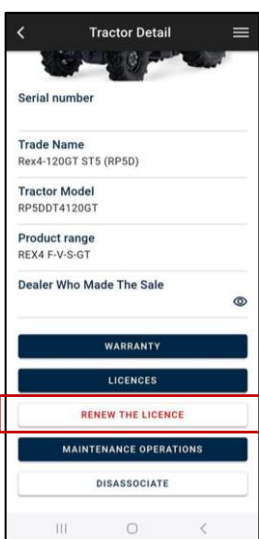 Tractor Detail
Serial number
Trade Name
Rex4-120GT ST5 (RP5D)
Tractor Model
RP5DDT4120GT
Product range
REX4 F-V-S-GT
Dealer Who Made The Sale
WARRANTY
LICENCES
RENEW THE LICENCE
MAINTENANCE OPERATIONS
DISASSOCIATE